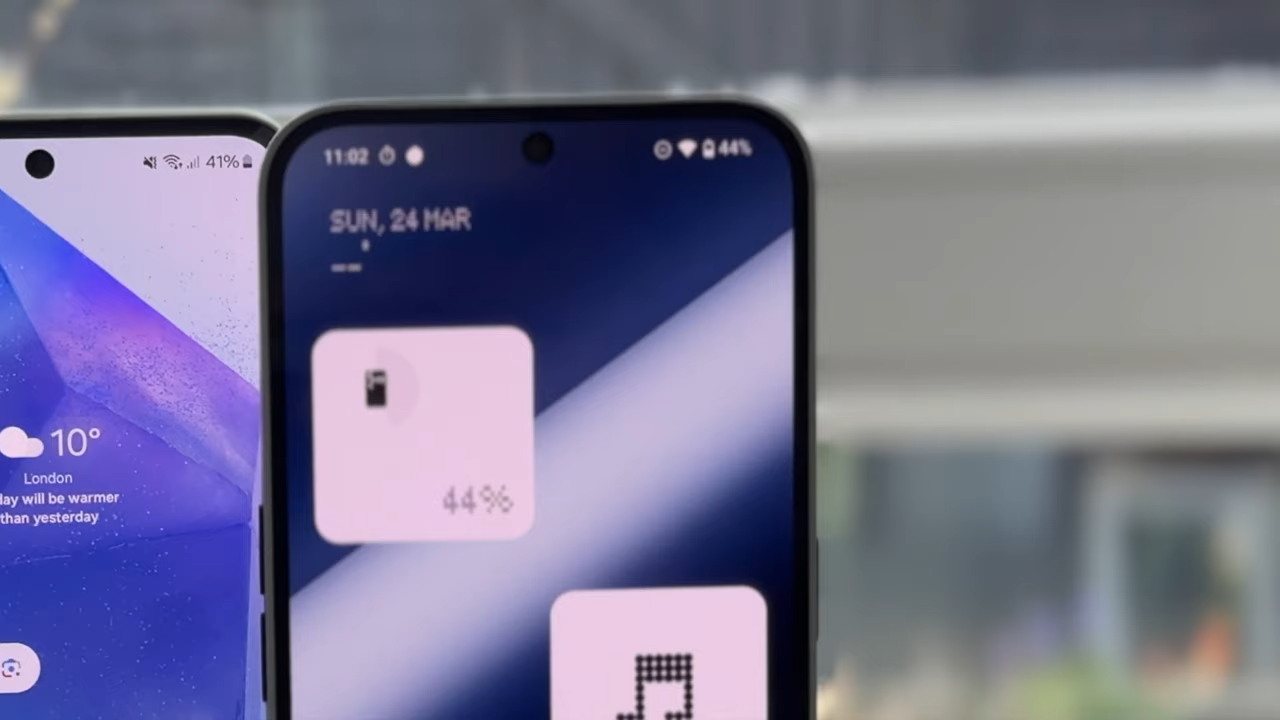 41%
10°
London
lay will be warmer
than yesterday
11:02
44%
SUN, 24 MAR
--°
44%